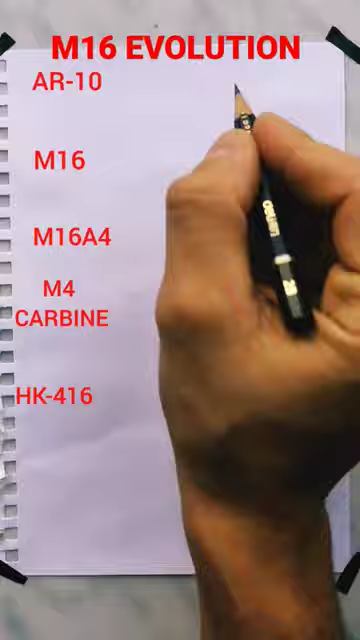 M16 EVOLUTION
AR-10
M16
M16A4
M4
CARBINE
HK-416